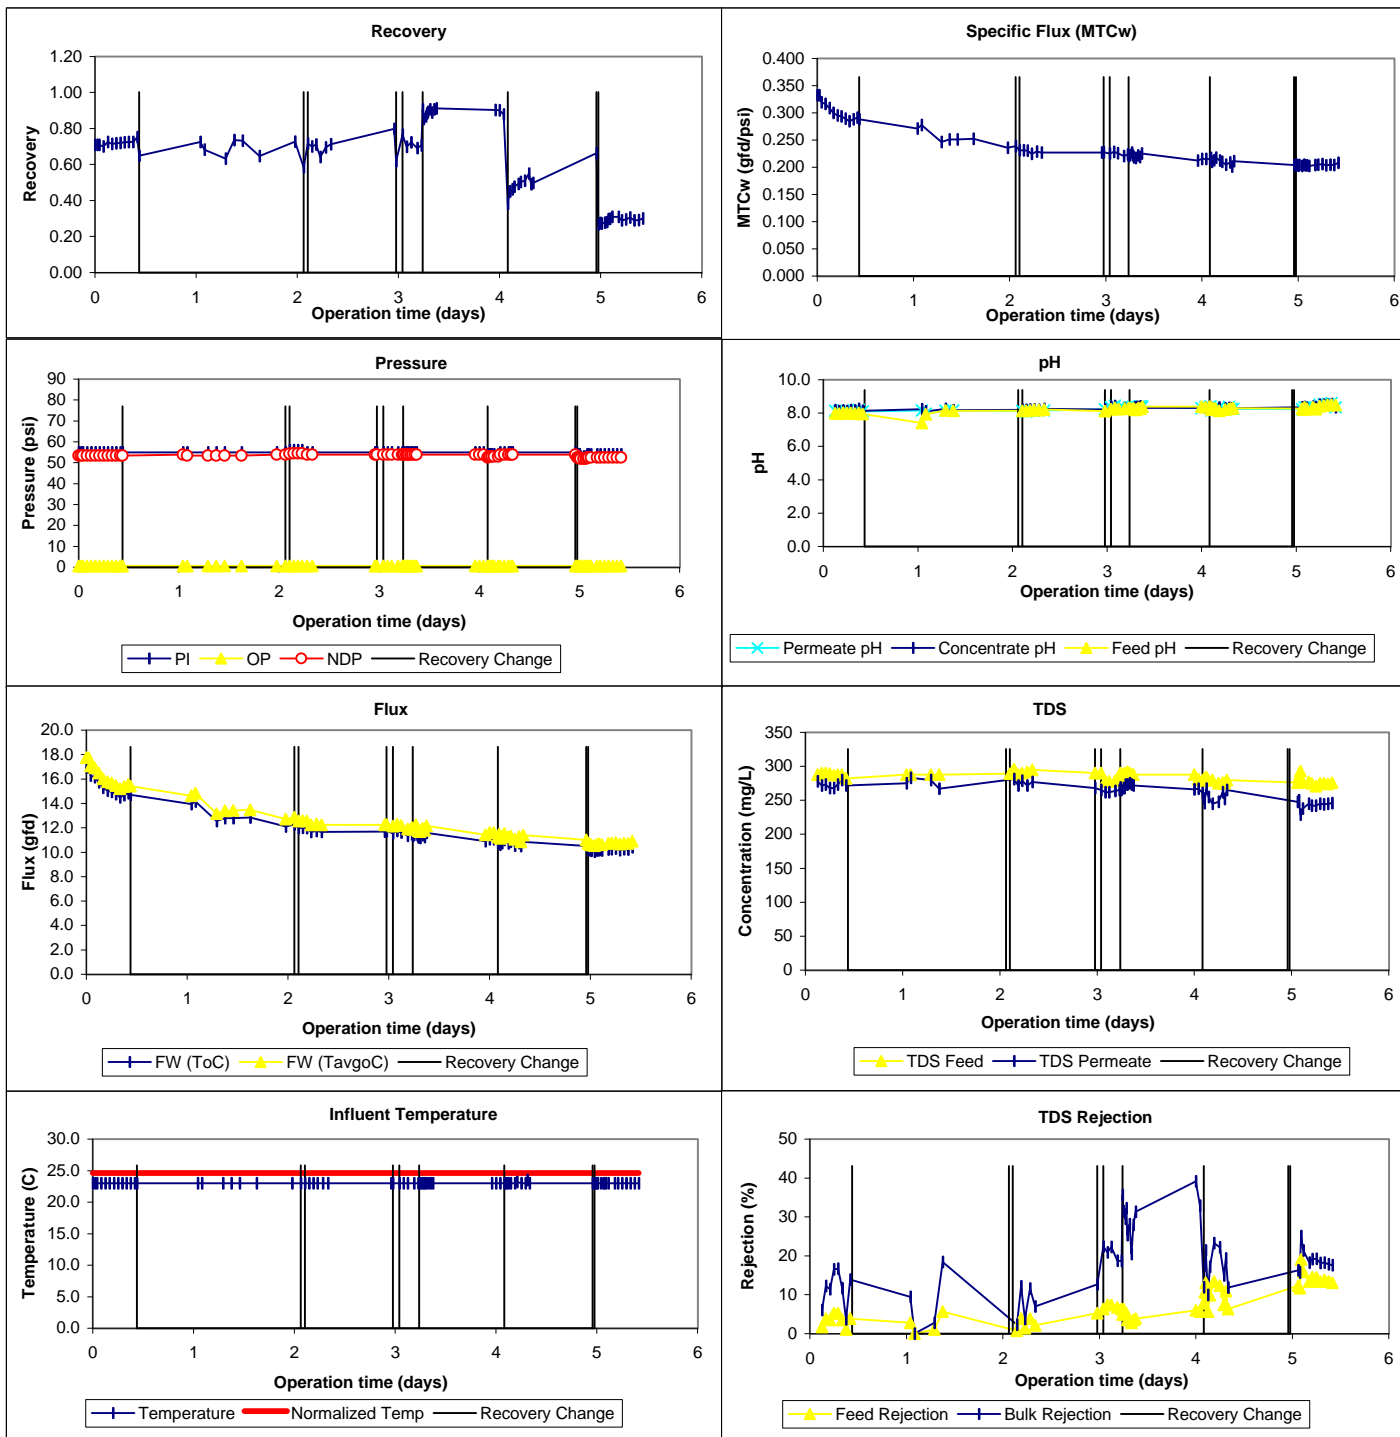 Recovery
1.20
1.00
0.80
0.60
0.40
0.20
0.00
Recovery
0 1 2 3 4 5 6
Operation time (days)
Specific Flux (MTCw)
0.400
0.350
0.300
0.250
0.200
0.150
0.100
0.050
0.000
MTCw (gfd/psi)
0 1 2 3 4 5 6
Operation time (days)
Pressure
90
80
70
60
50
40
30
20
10
0
Pressure (psi)
0 1 2 3 4 5 6
Operation time (days)
PI OP NDP Recovery Change
pH
10.0
8.0
6.0
4.0
2.0
0.0
pH
0 1 2 3 4 5 6
Operation time (days)
Permeate pH Concentrate pH Feed pH Recovery Change
Flux
20.0
18.0
16.0
14.0
12.0
10.0
8.0
6.0
4.0
2.0
0.0
Flux (gfd)
0 1 2 3 4 5 6
Operation time (days)
FW (ToC) FW (TavgoC) Recovery Change
TDS
350
300
250
200
150
100
50
0
Concentration (mg/L)
0 1 2 3 4 5 6
Operation time (days)
TDS Feed TDS Permeate Recovery Change
Influent Temperature
30.0
25.0
20.0
15.0
10.0
5.0
0.0
Temperature (C)
0 1 2 3 4 5 6
Operation time (days)
Temperature Normalized Temp Recovery Change
TDS Rejection
50
40
30
20
10
0
Rejection (%)
0 1 2 3 4 5 6
Operation time (days)
Feed Rejection Bulk Rejection Recovery Change